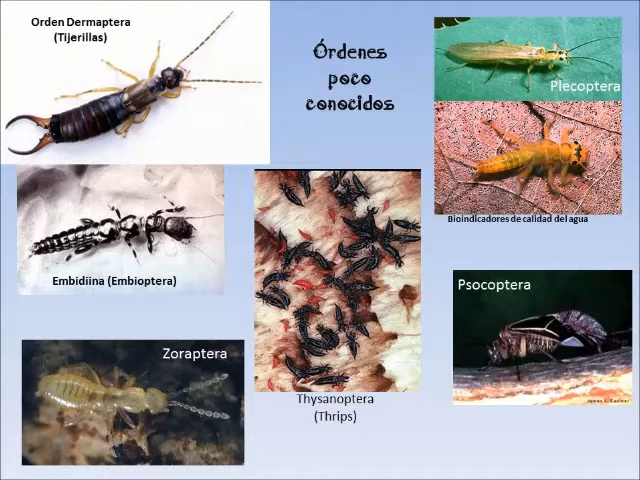 Orden Dermaptera
(Tijerillas)
Órdenes
poco
conocidos
Plecoptera
Bioindicadores de calidad del agua
Embidiina (Embioptera)
Psocoptera
Zoraptera
Thysanoptera
(Thrips)